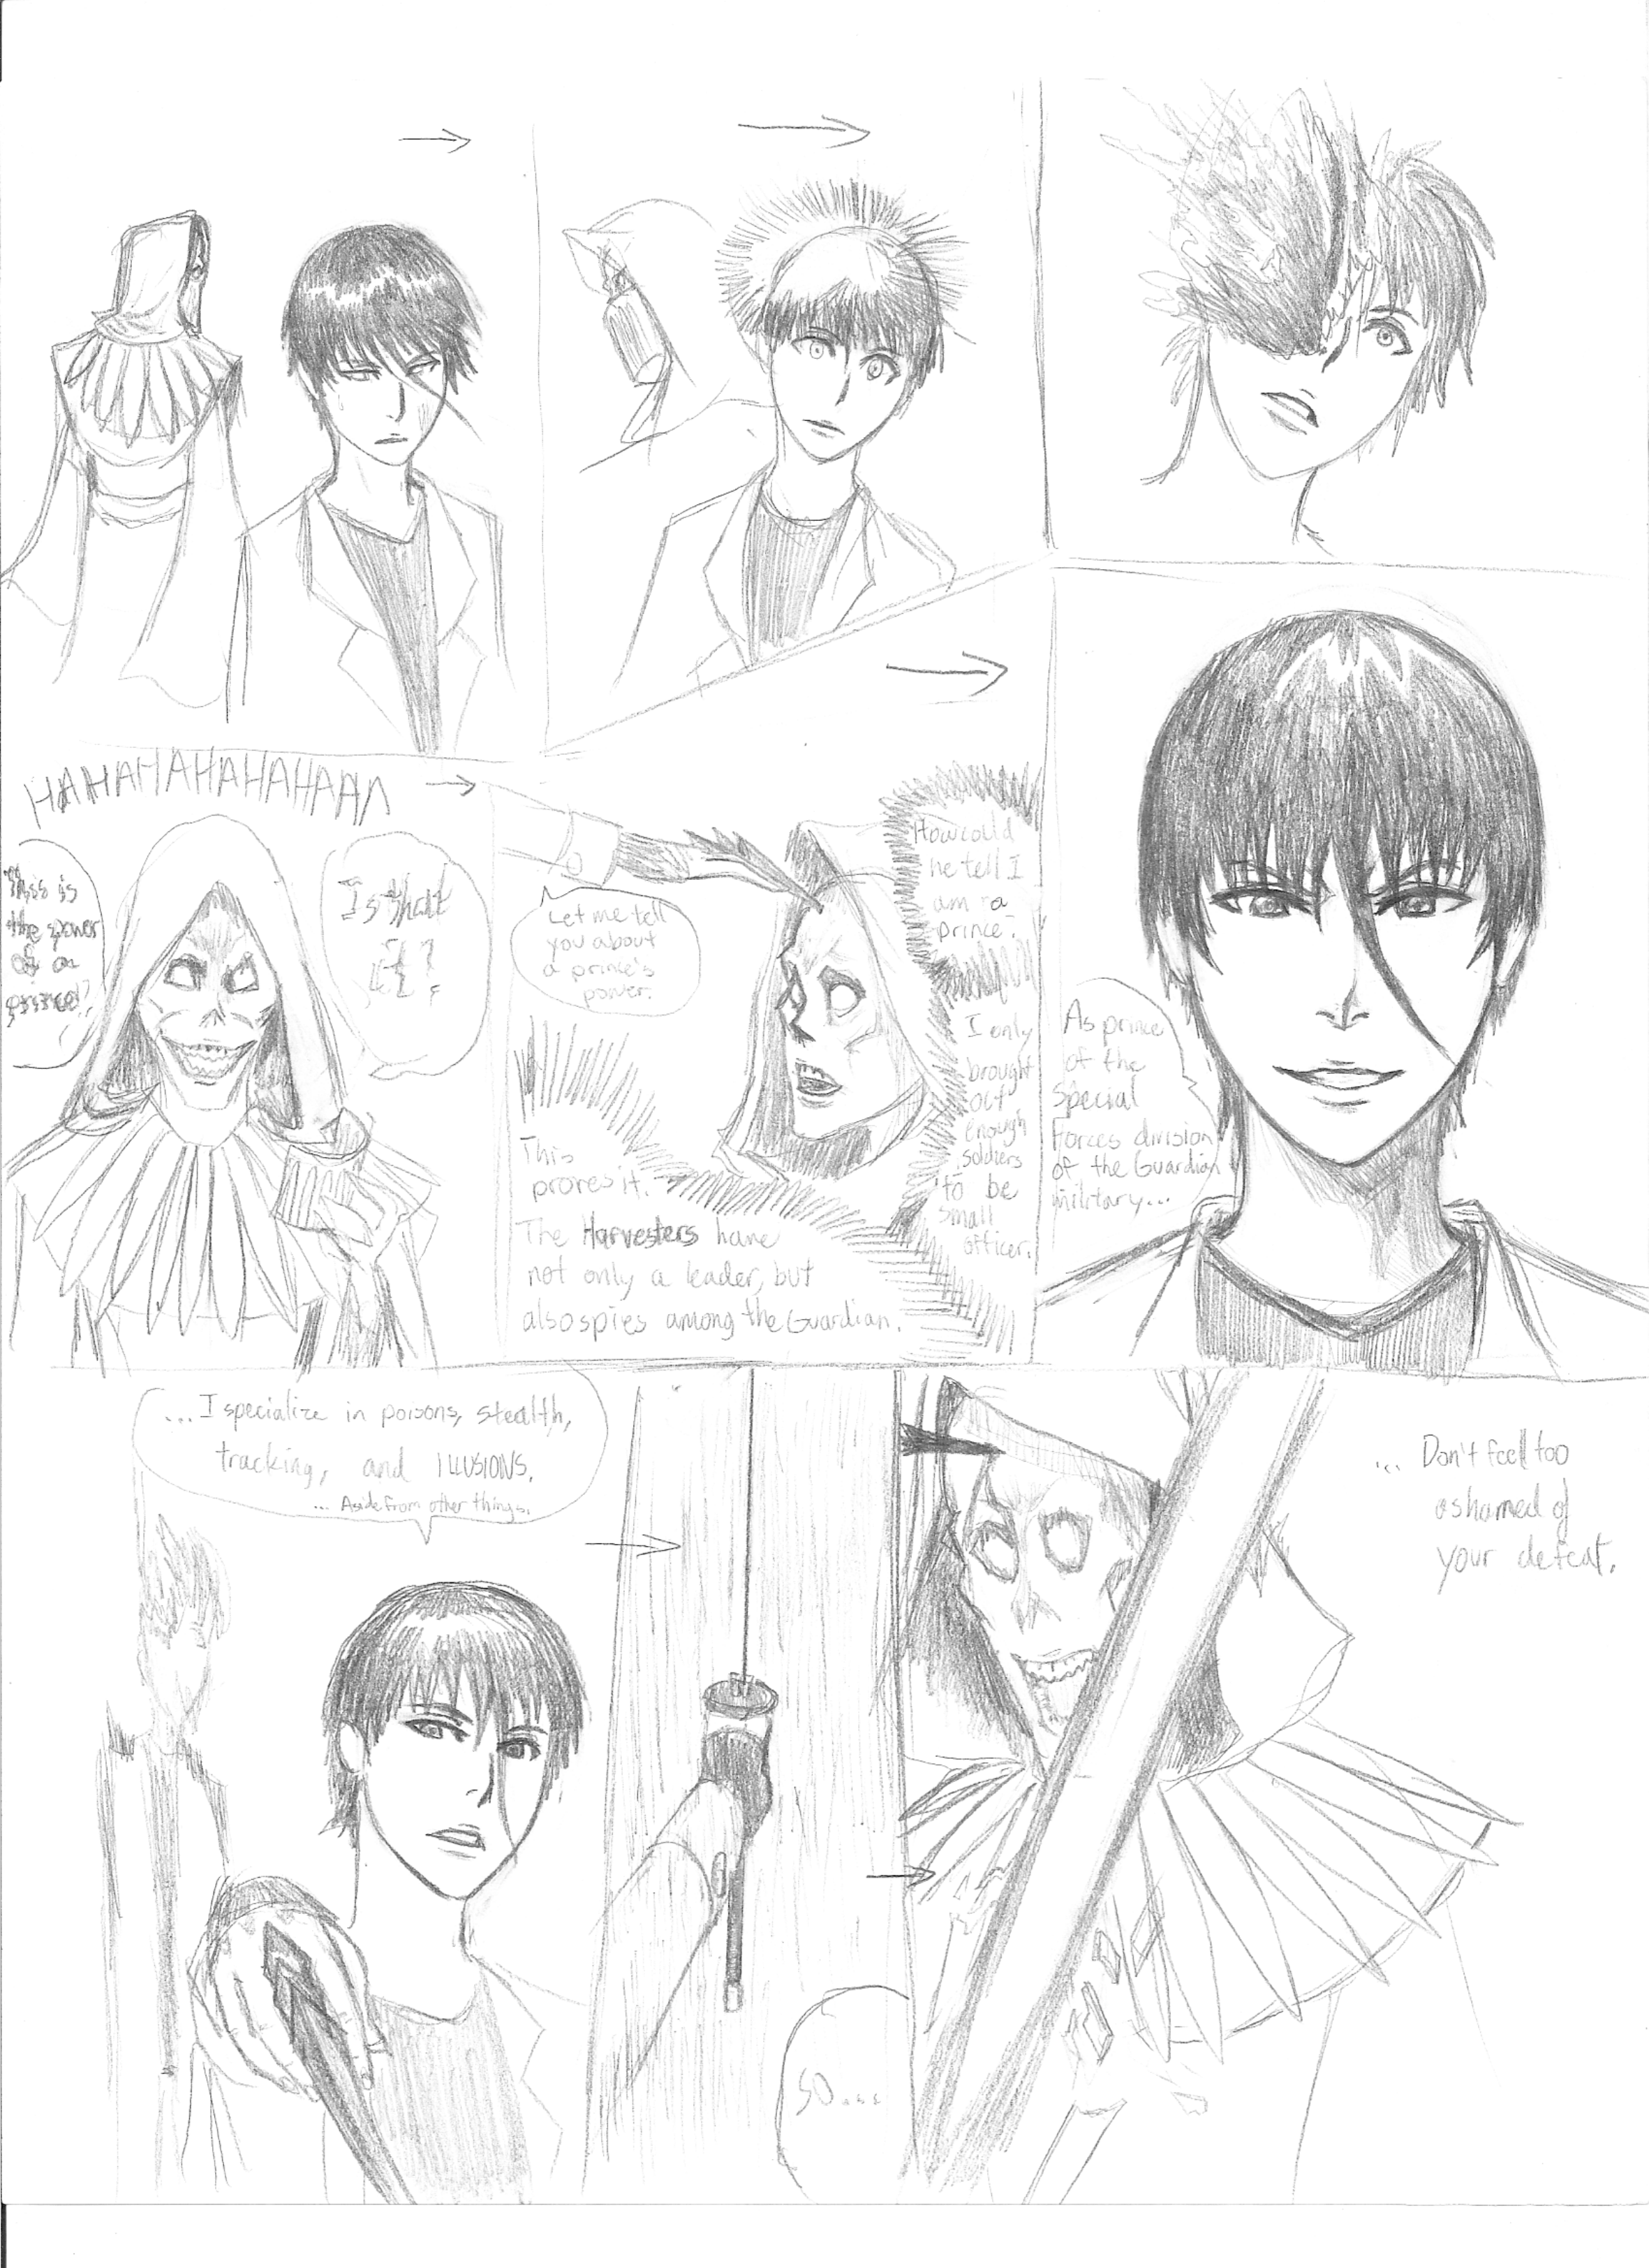 HAHAHAHAHAHAHAAA
This is
the power
of a
prince?
Is that
it?
Let me tell
you about
a prince's
power.
How could
he tell I
am a
prince?
I only
brought
out
enough
soldiers
to be
small
officer.
This
proves it.
The Harvesters have
not only a leader, but
also spies among the Guardian.
As prince
of the
Special
Forces division
of the Guardian
military...
...I specialize in poisons, stealth,
tracking, and ILLUSIONS.
... Aside from other things.
SO...
... Don't feel too
ashamed of
your defeat.